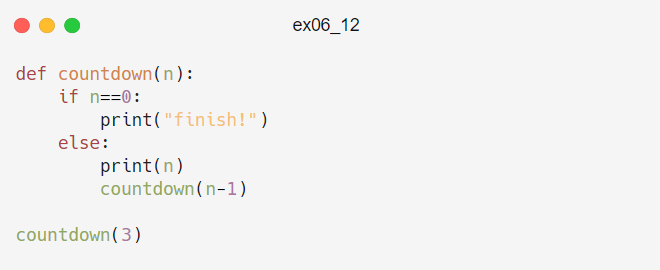 ex06_12
def countdown(n):
    if n==0:
        print("finish!")
    else:
        print(n)
        countdown(n-1)

countdown(3)